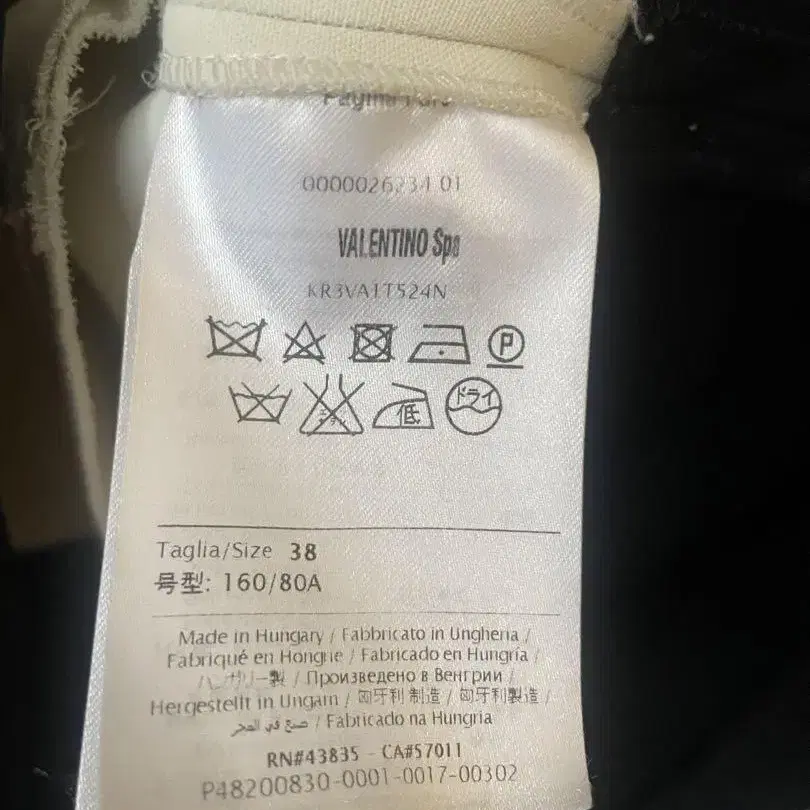 0000026234 01
VALENTINO Spa
KR3VA1T524N
P
低 ドライ
Taglia/Size 38
号型: 160/80A
Made in Hungary / Fabbricato in Ungheria /
Fabriqué en Hongrie / Fabricado en Hungría /
ハンガリー製 / Произведено в Венгрии /
Hergestellt in Ungarn / 匈牙利 制造 / 匈牙利製造 /
صنع في المجر / Fabricado na Hungria
RN#43835 - CA#57011
P48200830-0001-0017-00302